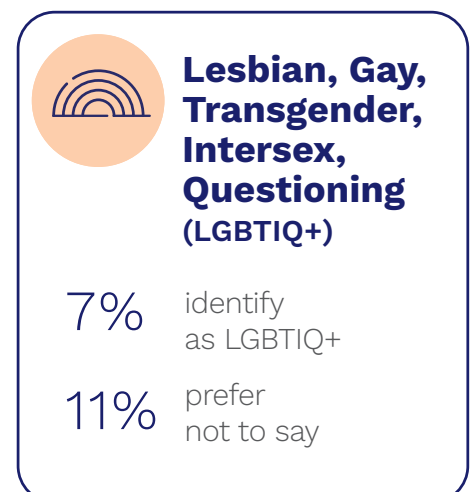 Lesbian, Gay,
Transgender,
Intersex,
Questioning
(LGBTIQ+)
7%
identify
as LGBTIQ+
11%
prefer
not to say